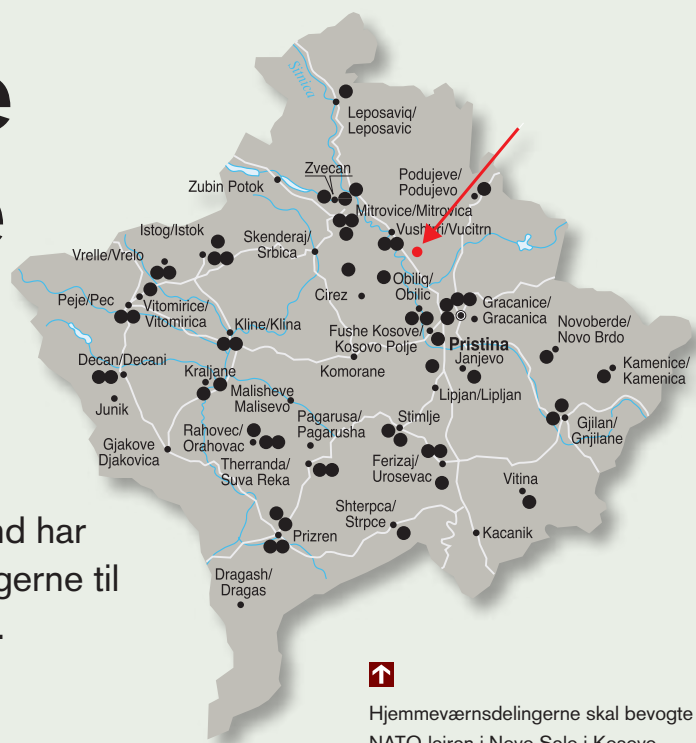 Sitnica
Leposaviq/
Leposavic
Zvecan
Zubin Potok
Podujeve/
Podujevo
Mitrovice/Mitrovica
Istog/Istok
Skenderaj/
Srbica
Vushtrri/Vucitrn
Vrelle/Vrelo
Obiliq/
Obilic
Cirez
Peje/Pec
Vitomirice/
Vitomirica
Gracanice/
Gracanica
Kline/Klina
Fushe Kosove/
Kosovo Polje
Novoberde/
Novo Brdo
Pristina
Decan/Decani
Komorane
Janjevo
Kamenice/
Kamenica
Kraljane
Junik
Malisheve
Malisevo
Lipjan/Lipljan
Pagarusa/
Pagarusha
Stimlje
Gjilan/
Gnjilane
Rahovec/
Orahovac
Gjakove
Djakovica
Therranda/
Suva Reka
Ferizaj/
Urosevac
Vitina
Shterpca/
Strpce
Prizren
Kacanik
Dragash/
Dragas
nd har
gerne til
.
Hjemmeværnsdelingerne skal bevogte